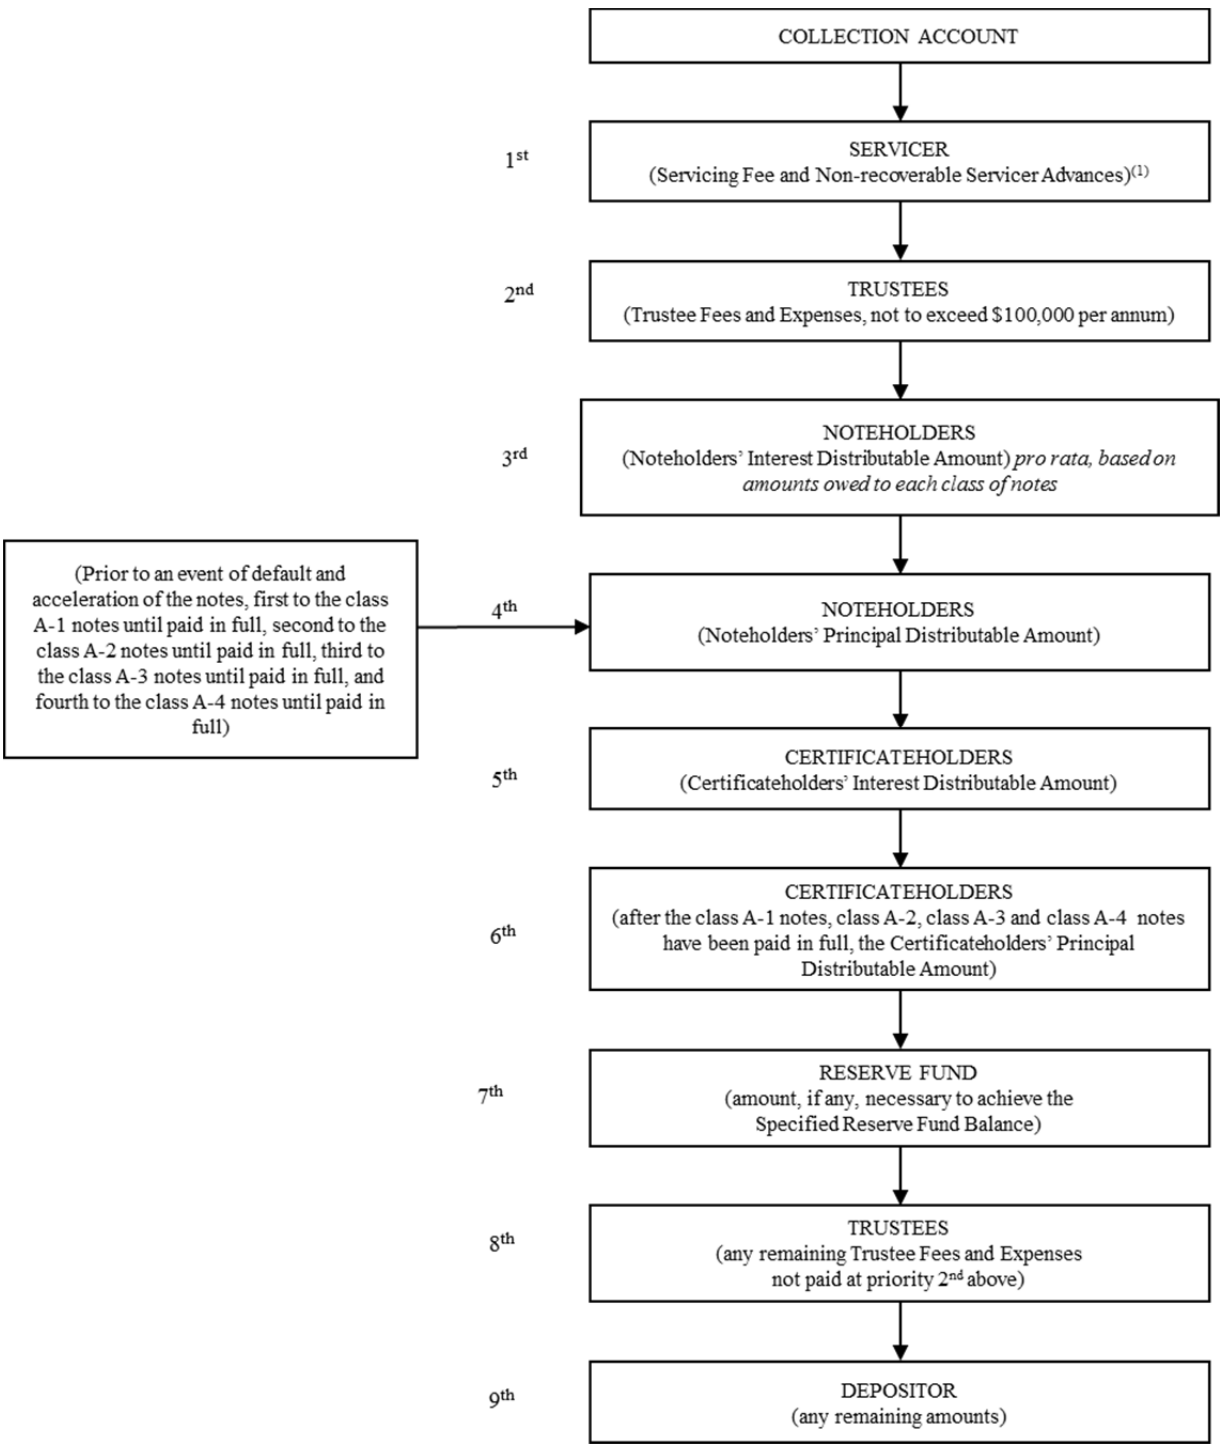 COLLECTION ACCOUNT
1st
SERVICER
(Servicing Fee and Non-recoverable Servicer Advances)(1)
2nd
TRUSTEES
(Trustee Fees and Expenses, not to exceed $100,000 per annum)
3rd
NOTEHOLDERS
(Noteholders’ Interest Distributable Amount) pro rata, based on
amounts owed to each class of notes
(Prior to an event of default and
acceleration of the notes, first to the class
A-1 notes until paid in full, second to the
class A-2 notes until paid in full, third to
the class A-3 notes until paid in full, and
fourth to the class A-4 notes until paid in
full)
4th
NOTEHOLDERS
(Noteholders’ Principal Distributable Amount)
5th
CERTIFICATEHOLDERS
(Certificateholders’ Interest Distributable Amount)
6th
CERTIFICATEHOLDERS
(after the class A-1 notes, class A-2, class A-3 and class A-4 notes
have been paid in full, the Certificateholders’ Principal
Distributable Amount)
7th
RESERVE FUND
(amount, if any, necessary to achieve the
Specified Reserve Fund Balance)
8th
TRUSTEES
(any remaining Trustee Fees and Expenses
not paid at priority 2nd above)
9th
DEPOSITOR
(any remaining amounts)